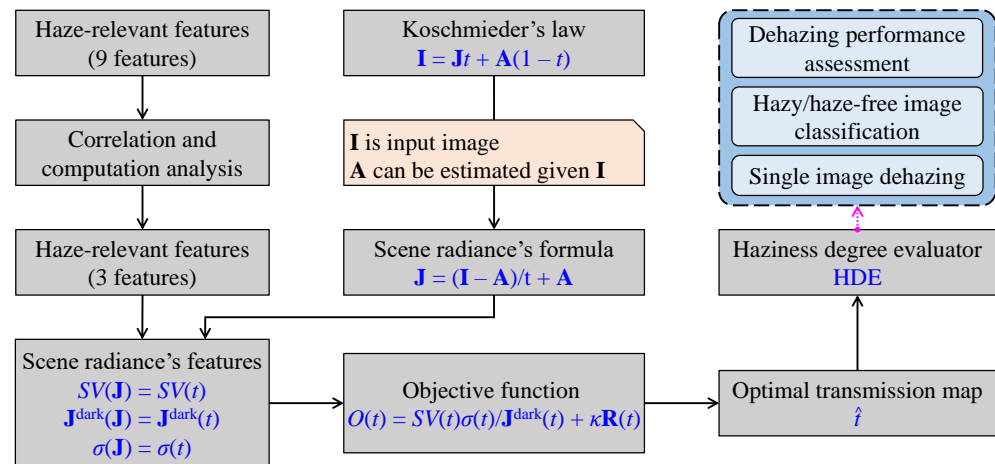 Haze-relevant features
(9 features)
Correlation and
computation analysis
Haze-relevant features
(3 features)
Koschmieder's law
I = Jt + A(1 − t)
I is input image
A can be estimated given I
Scene radiance's formula
J = (I − A)/t + A
Scene radiance's features
SV(J) = SV(t)
J^dark(J) = J^dark(t)
σ(J) = σ(t)
Objective function
O(t) = SV(t)σ(t)/J^dark(t) + κR(t)
Optimal transmission map
t̂
Haziness degree evaluator
HDE
Dehazing performance
assessment
Hazy/haze-free image
classification
Single image dehazing